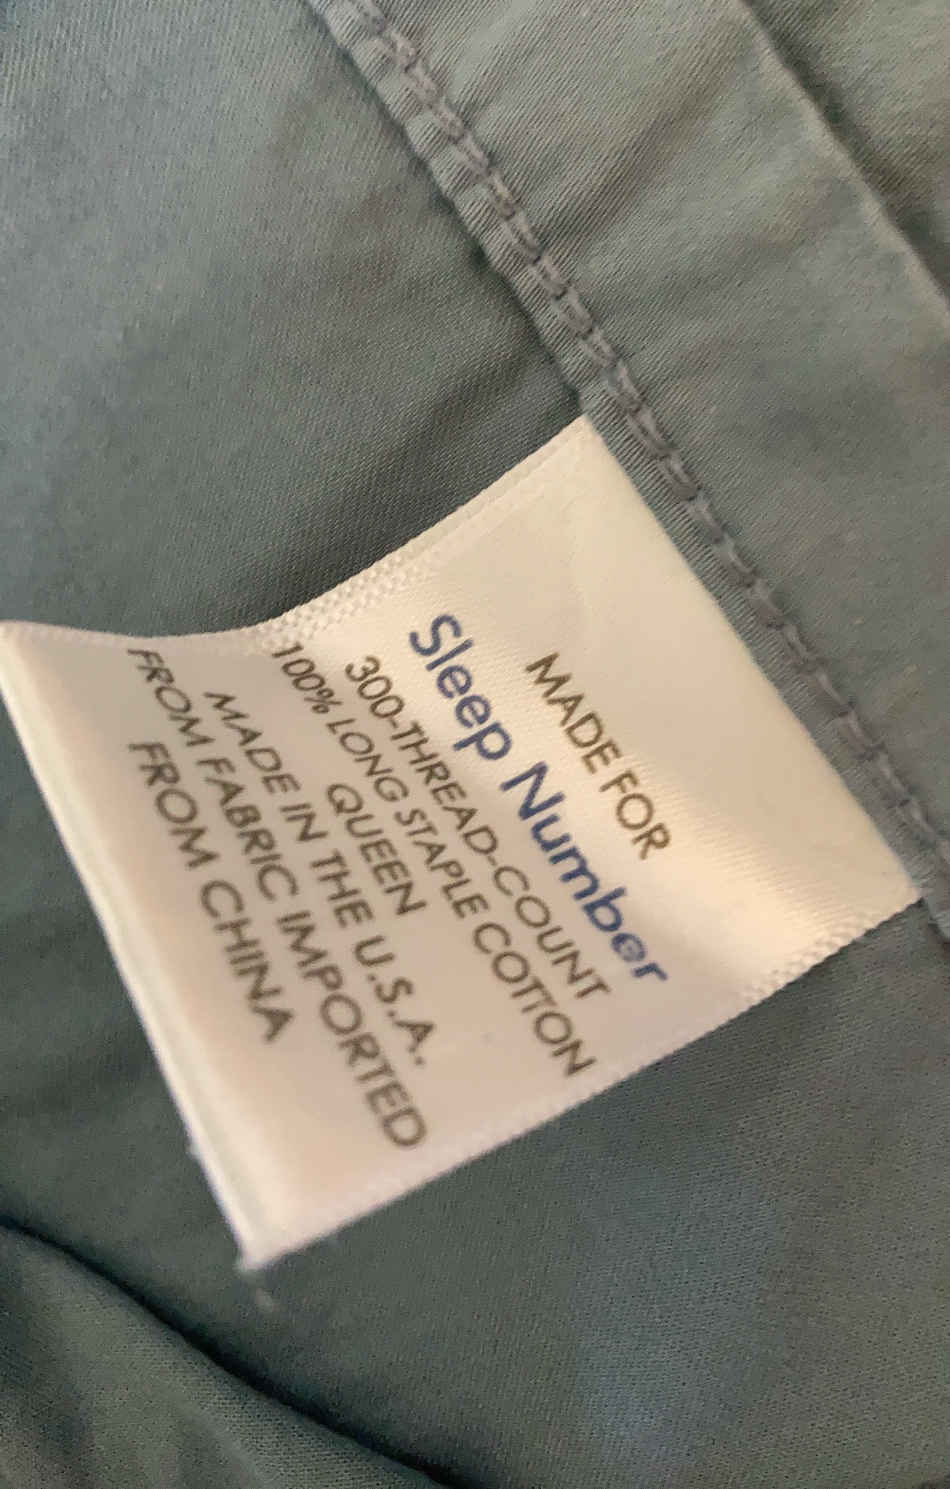 MADE FOR
Sleep Number
300-THREAD-COUNT
100% LONG STAPLE COTTON
QUEEN
MADE IN THE U.S.A.
FROM FABRIC IMPORTED
FROM CHINA